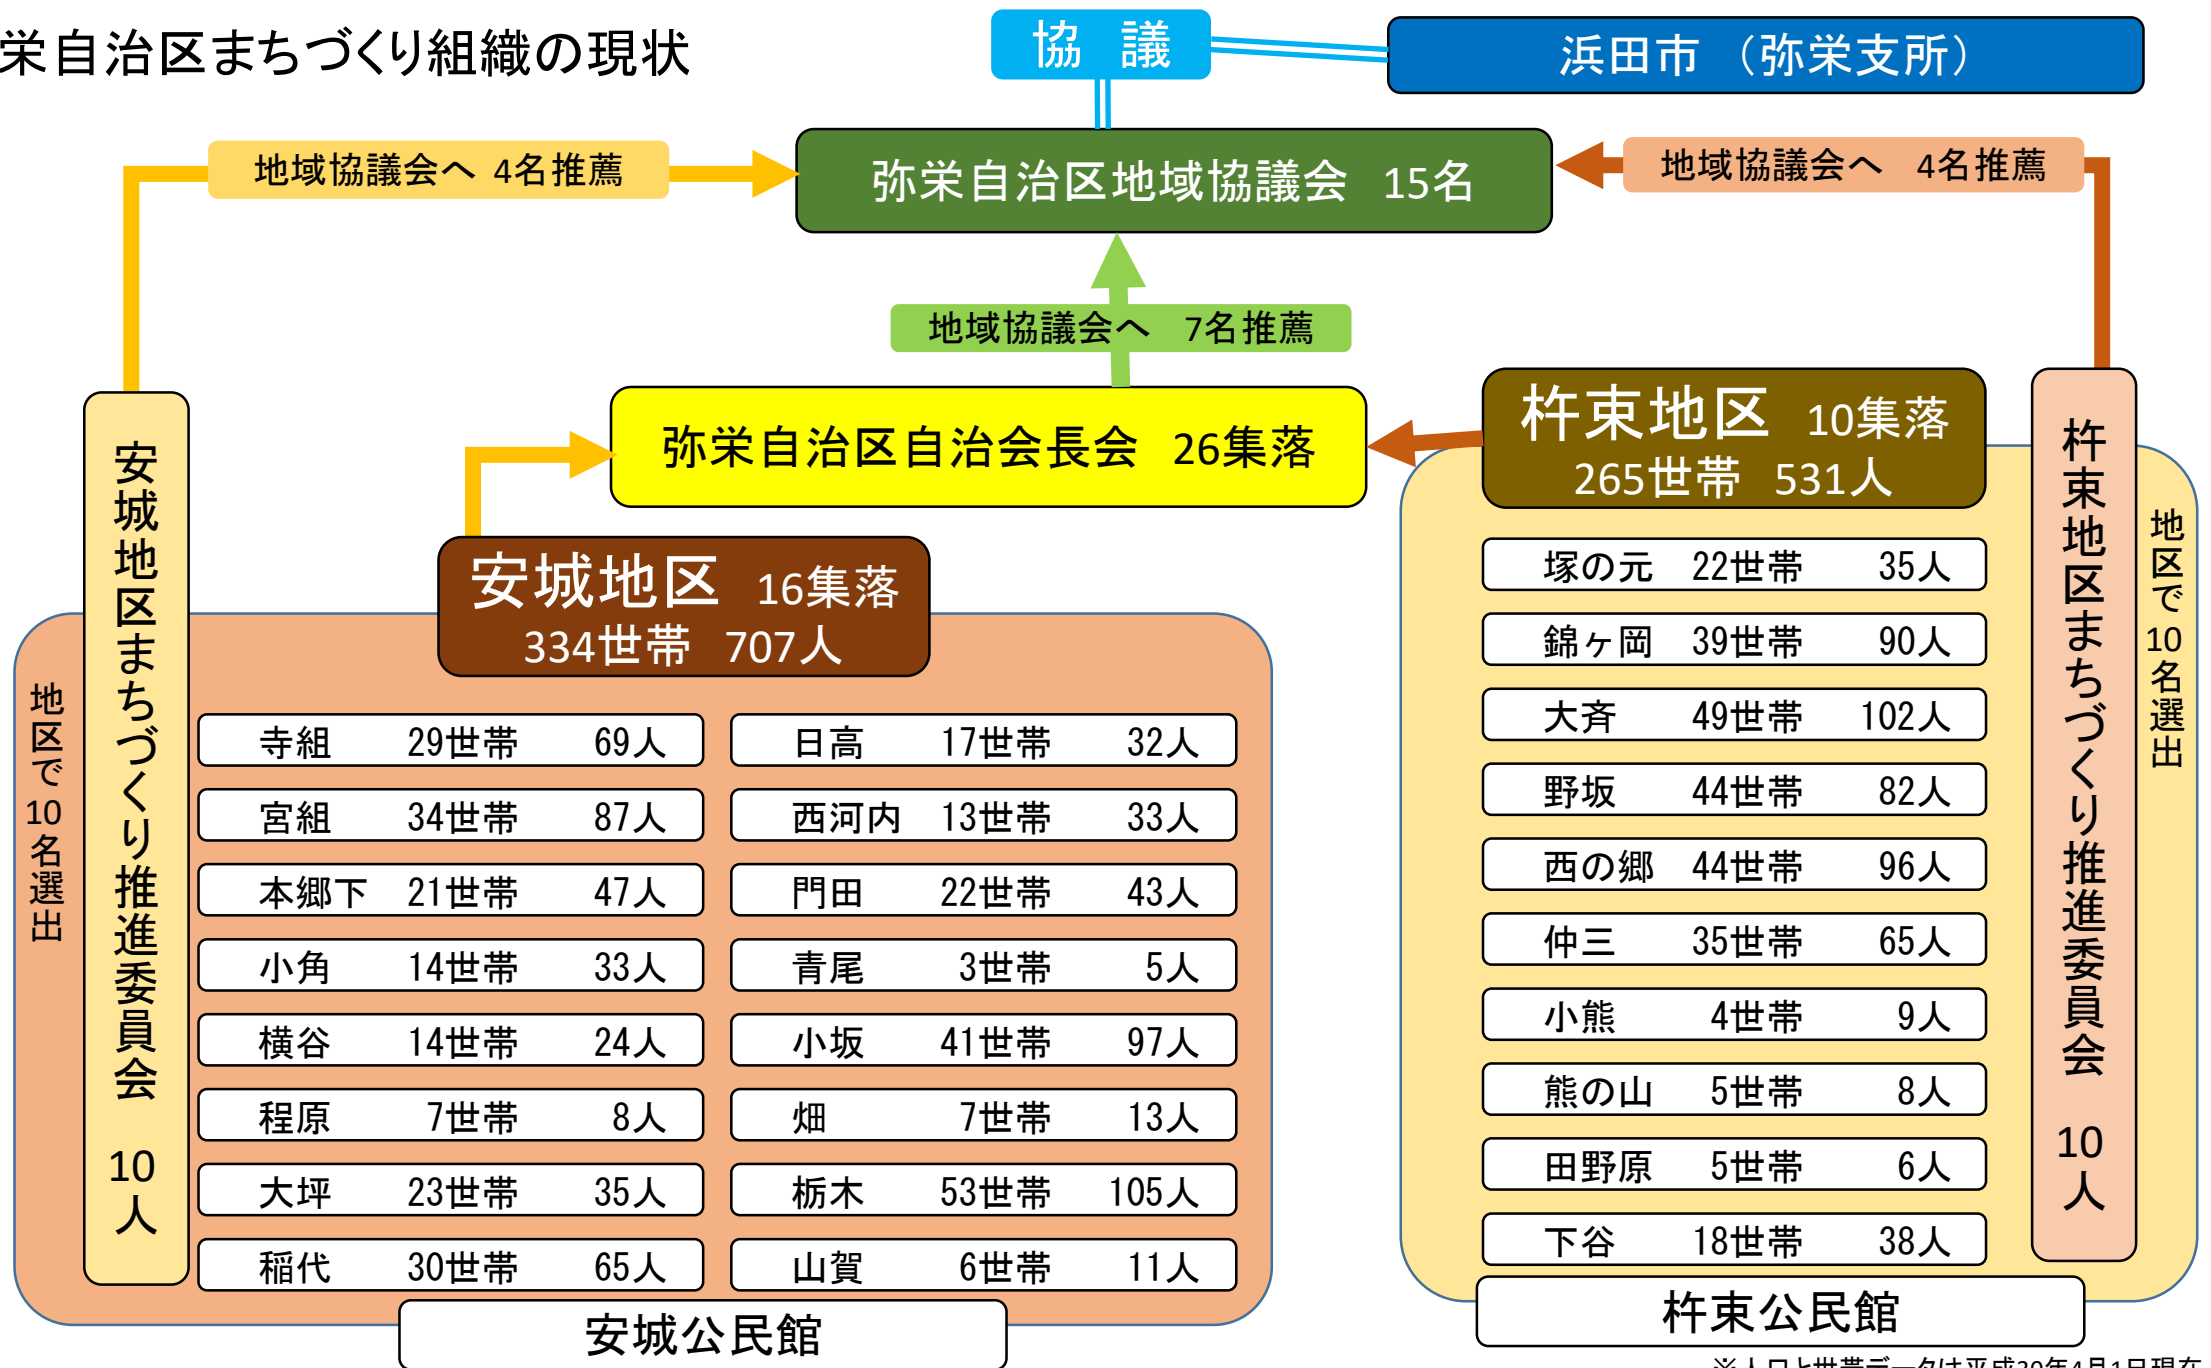 栄自治区まちづくり組織の現状
協　議
浜田市（弥栄支所）
地域協議会へ 4名推薦
弥栄自治区地域協議会　15名
地域協議会へ　4名推薦
地域協議会へ　7名推薦
弥栄自治区自治会長会　26集落
安城地区　16集落
334世帯　707人
杵束地区　10集落
265世帯　531人
地区で10名選出
安城地区まちづくり推進委員会　10人
寺組　29世帯　69人
宮組　34世帯　87人
本郷下　21世帯　47人
小角　14世帯　33人
横谷　14世帯　24人
程原　7世帯　8人
大坪　23世帯　35人
稲代　30世帯　65人
日高　17世帯　32人
西河内　13世帯　33人
門田　22世帯　43人
青尾　3世帯　5人
小坂　41世帯　97人
畑　7世帯　13人
栃木　53世帯　105人
山賀　6世帯　11人
安城公民館
塚の元　22世帯　35人
錦ヶ岡　39世帯　90人
大斉　49世帯　102人
野坂　44世帯　82人
西の郷　44世帯　96人
仲三　35世帯　65人
小熊　4世帯　9人
熊の山　5世帯　8人
田野原　5世帯　6人
下谷　18世帯　38人
杵束公民館
杵束地区まちづくり推進委員会　10人
地区で10名選出
※人口と世帯データは平成30年4月1日現在